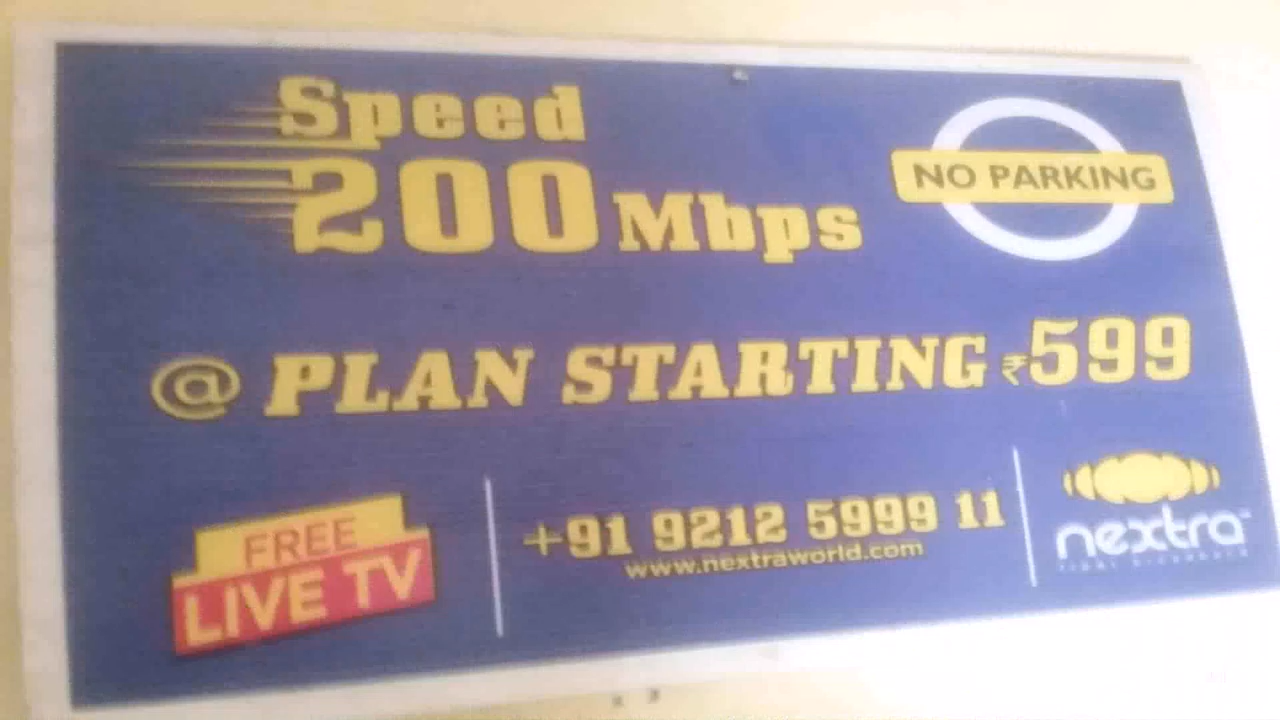 Speed
200 Mbps
NO PARKING
@ PLAN STARTING ₹599
FREE
LIVE TV
+91 9212 5999 11
www.nextraworld.com
nextra